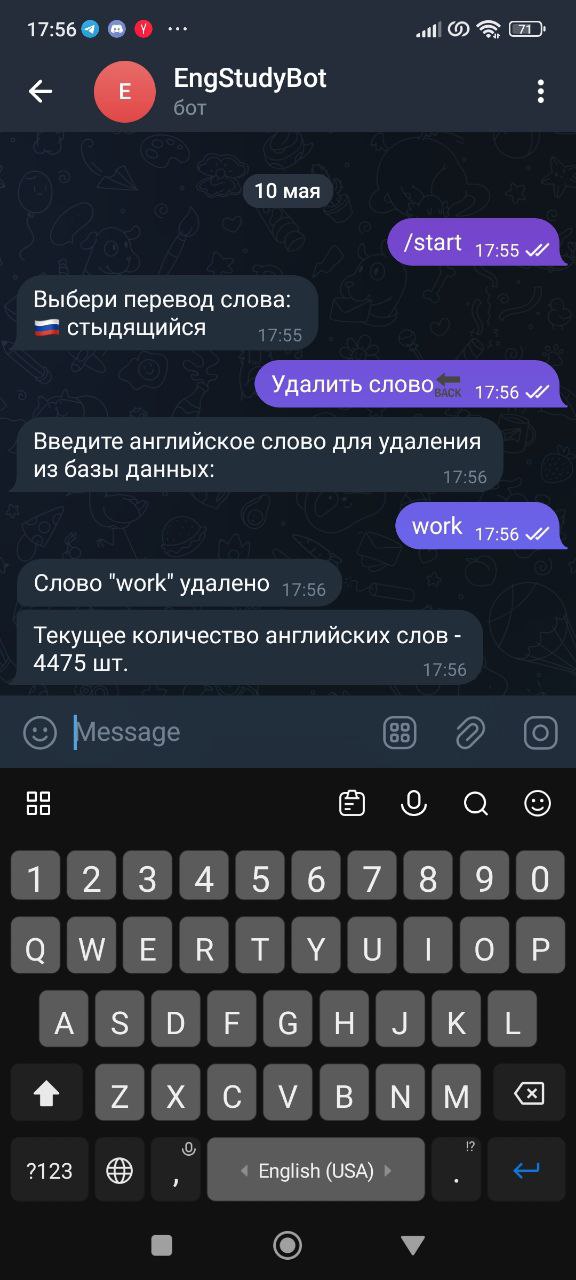 17:56
71
E
EngStudyBot
бот
10 мая
/start 17:55
Выбери перевод слова:
🇷🇺 стыдящийся 17:55
Удалить слово🔙 17:56
Введите английское слово для удаления
из базы данных: 17:56
work 17:56
Слово "work" удалено 17:56
Текущее количество английских слов -
4475 шт. 17:56
Message
1 2 3 4 5 6 7 8 9 0
Q W E R T Y U I O P
A S D F G H J K L
Z X C V B N M
?123 , English (USA) . !?